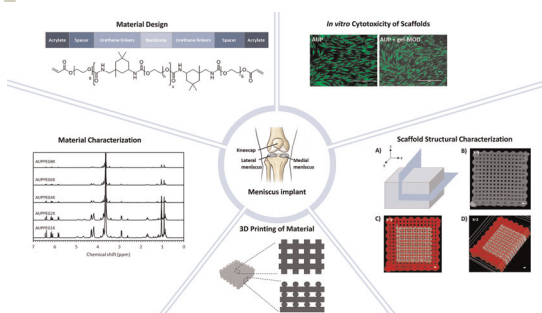 Material Design
Acrylate Spacer Urethane linkers Backbone Urethane linkers Spacer Acrylate
In vitro Cytotoxicity of Scaffolds
AUP
AUP + gel-MOD
Material Characterization
AUPPEG8K
AUPPEG6K
AUPPEG4K
AUPPEG2K
AUPPEG1K
7 6 5 4 3 2 1 0
Chemical shift (ppm)
Kneecap
Lateral meniscus
Medial meniscus
Meniscus implant
3D Printing of Material
Scaffold Structural Characterization
A)
B)
C)
D)
x-z